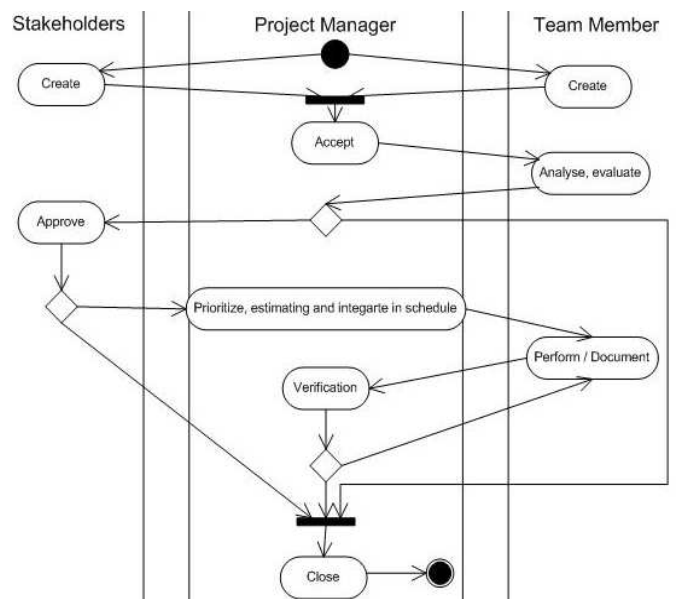 Stakeholders
Project Manager
Team Member
Create
Create
Accept
Analyse, evaluate
Approve
Prioritize, estimating and integarte in schedule
Perform / Document
Verification
Close